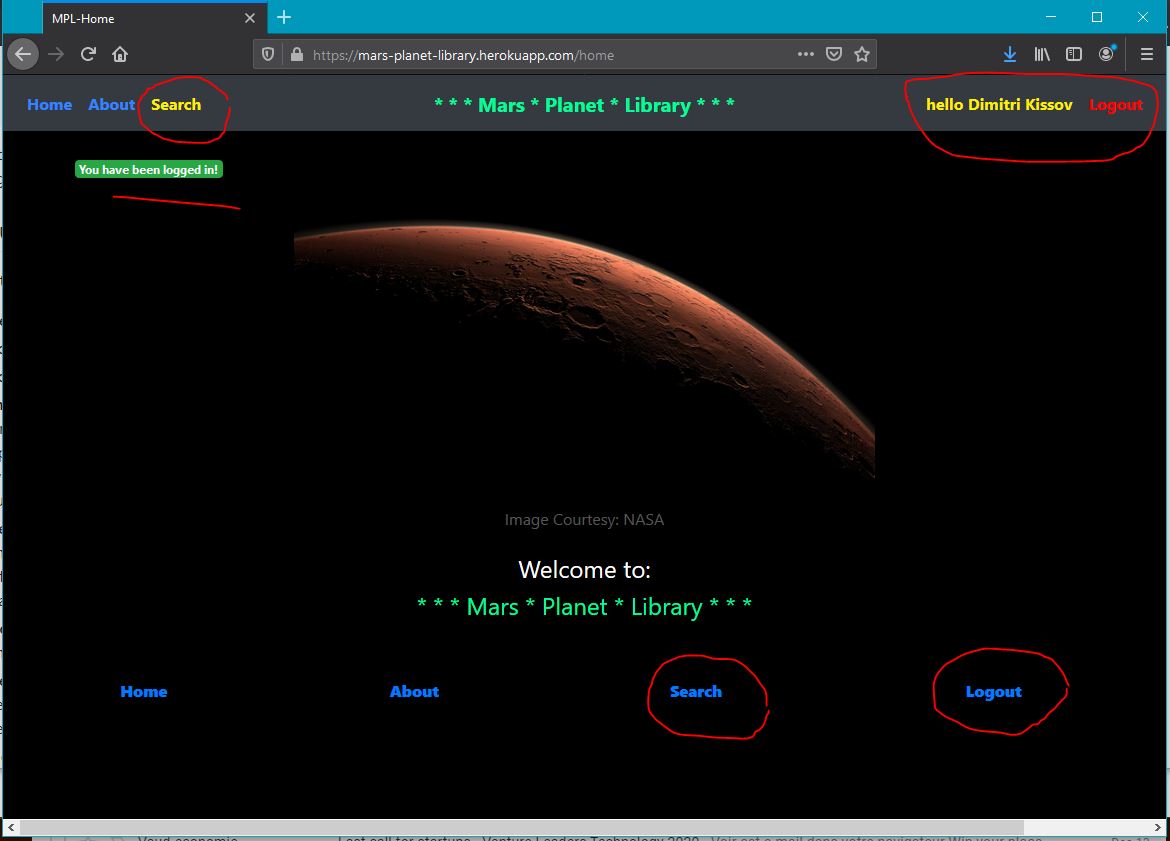 MPL-Home
https://mars-planet-library.herokuapp.com/home
Home About Search * * * Mars * Planet * Library * * * hello Dimitri Kissov Logout
You have been logged in!
Image Courtesy: NASA
Welcome to:
* * * Mars * Planet * Library * * *
Home About Search Logout